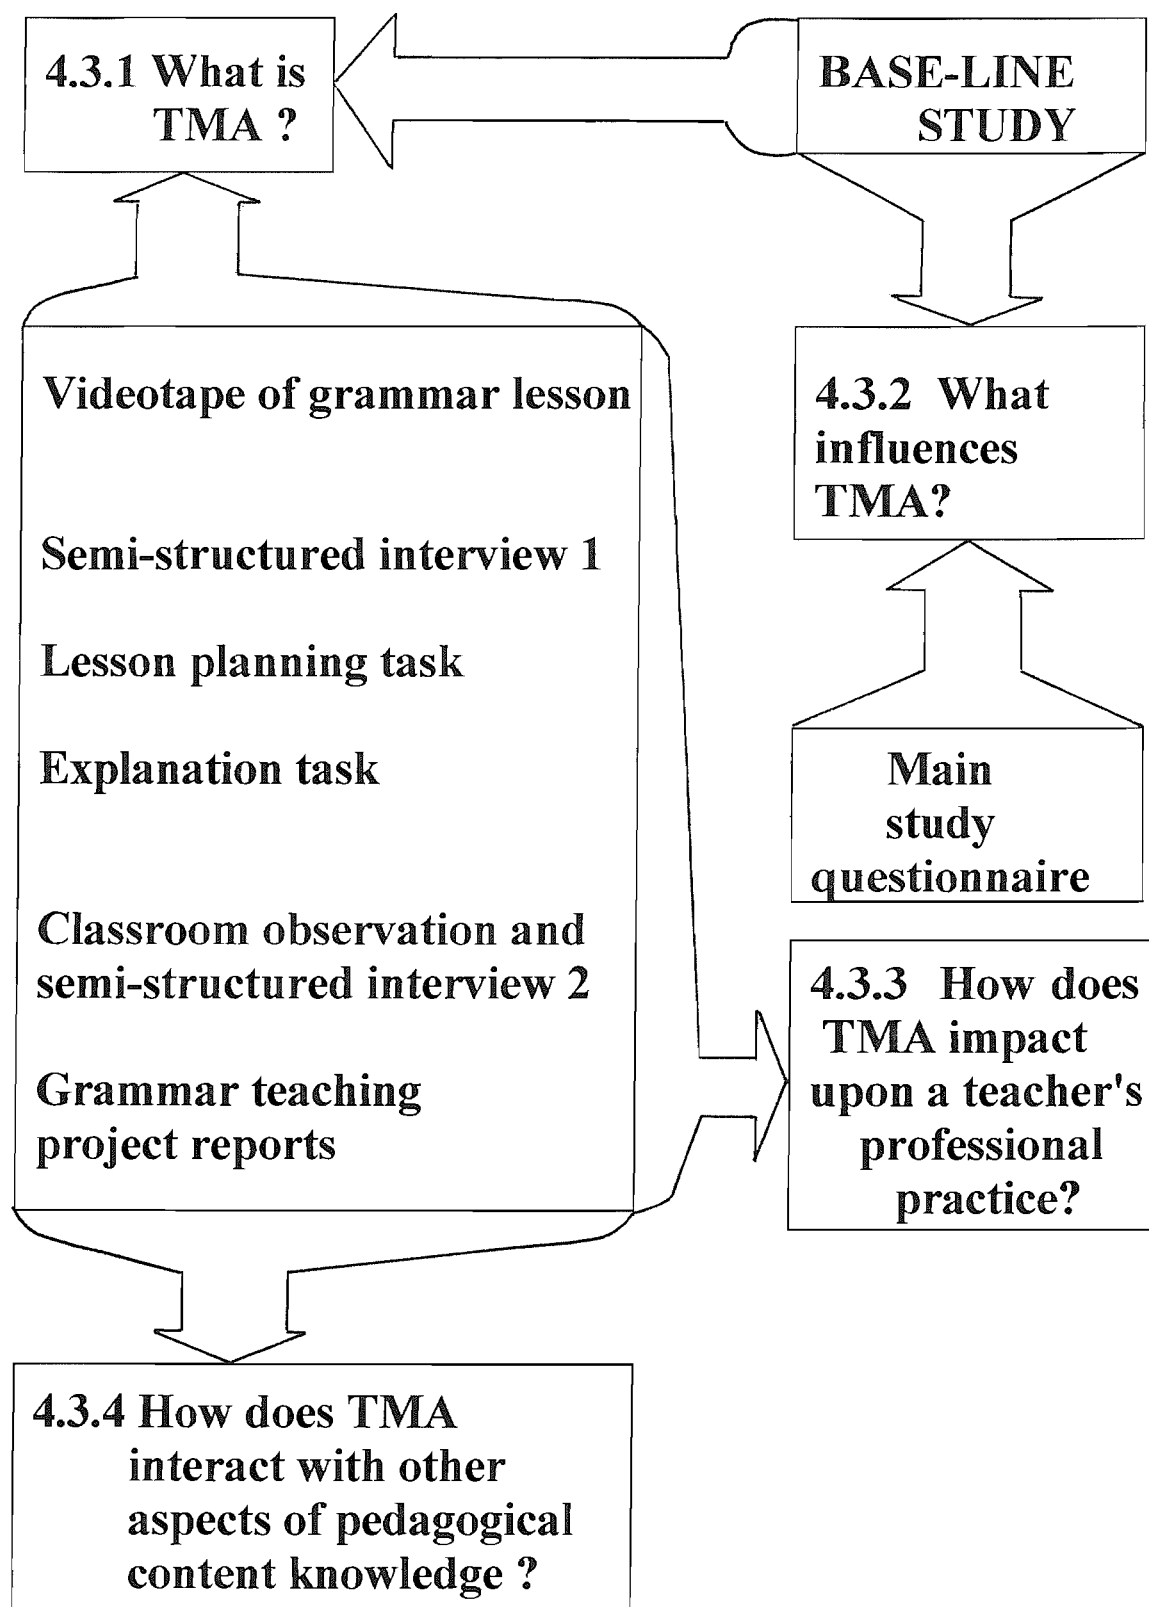 4.3.1 What is
TMA ?
BASE-LINE
STUDY
Videotape of grammar lesson
Semi-structured interview 1
Lesson planning task
Explanation task
Classroom observation and
semi-structured interview 2
Grammar teaching
project reports
4.3.2 What
influences
TMA?
Main
study
questionnaire
4.3.3 How does
TMA impact
upon a teacher's
professional
practice?
4.3.4 How does TMA
interact with other
aspects of pedagogical
content knowledge ?